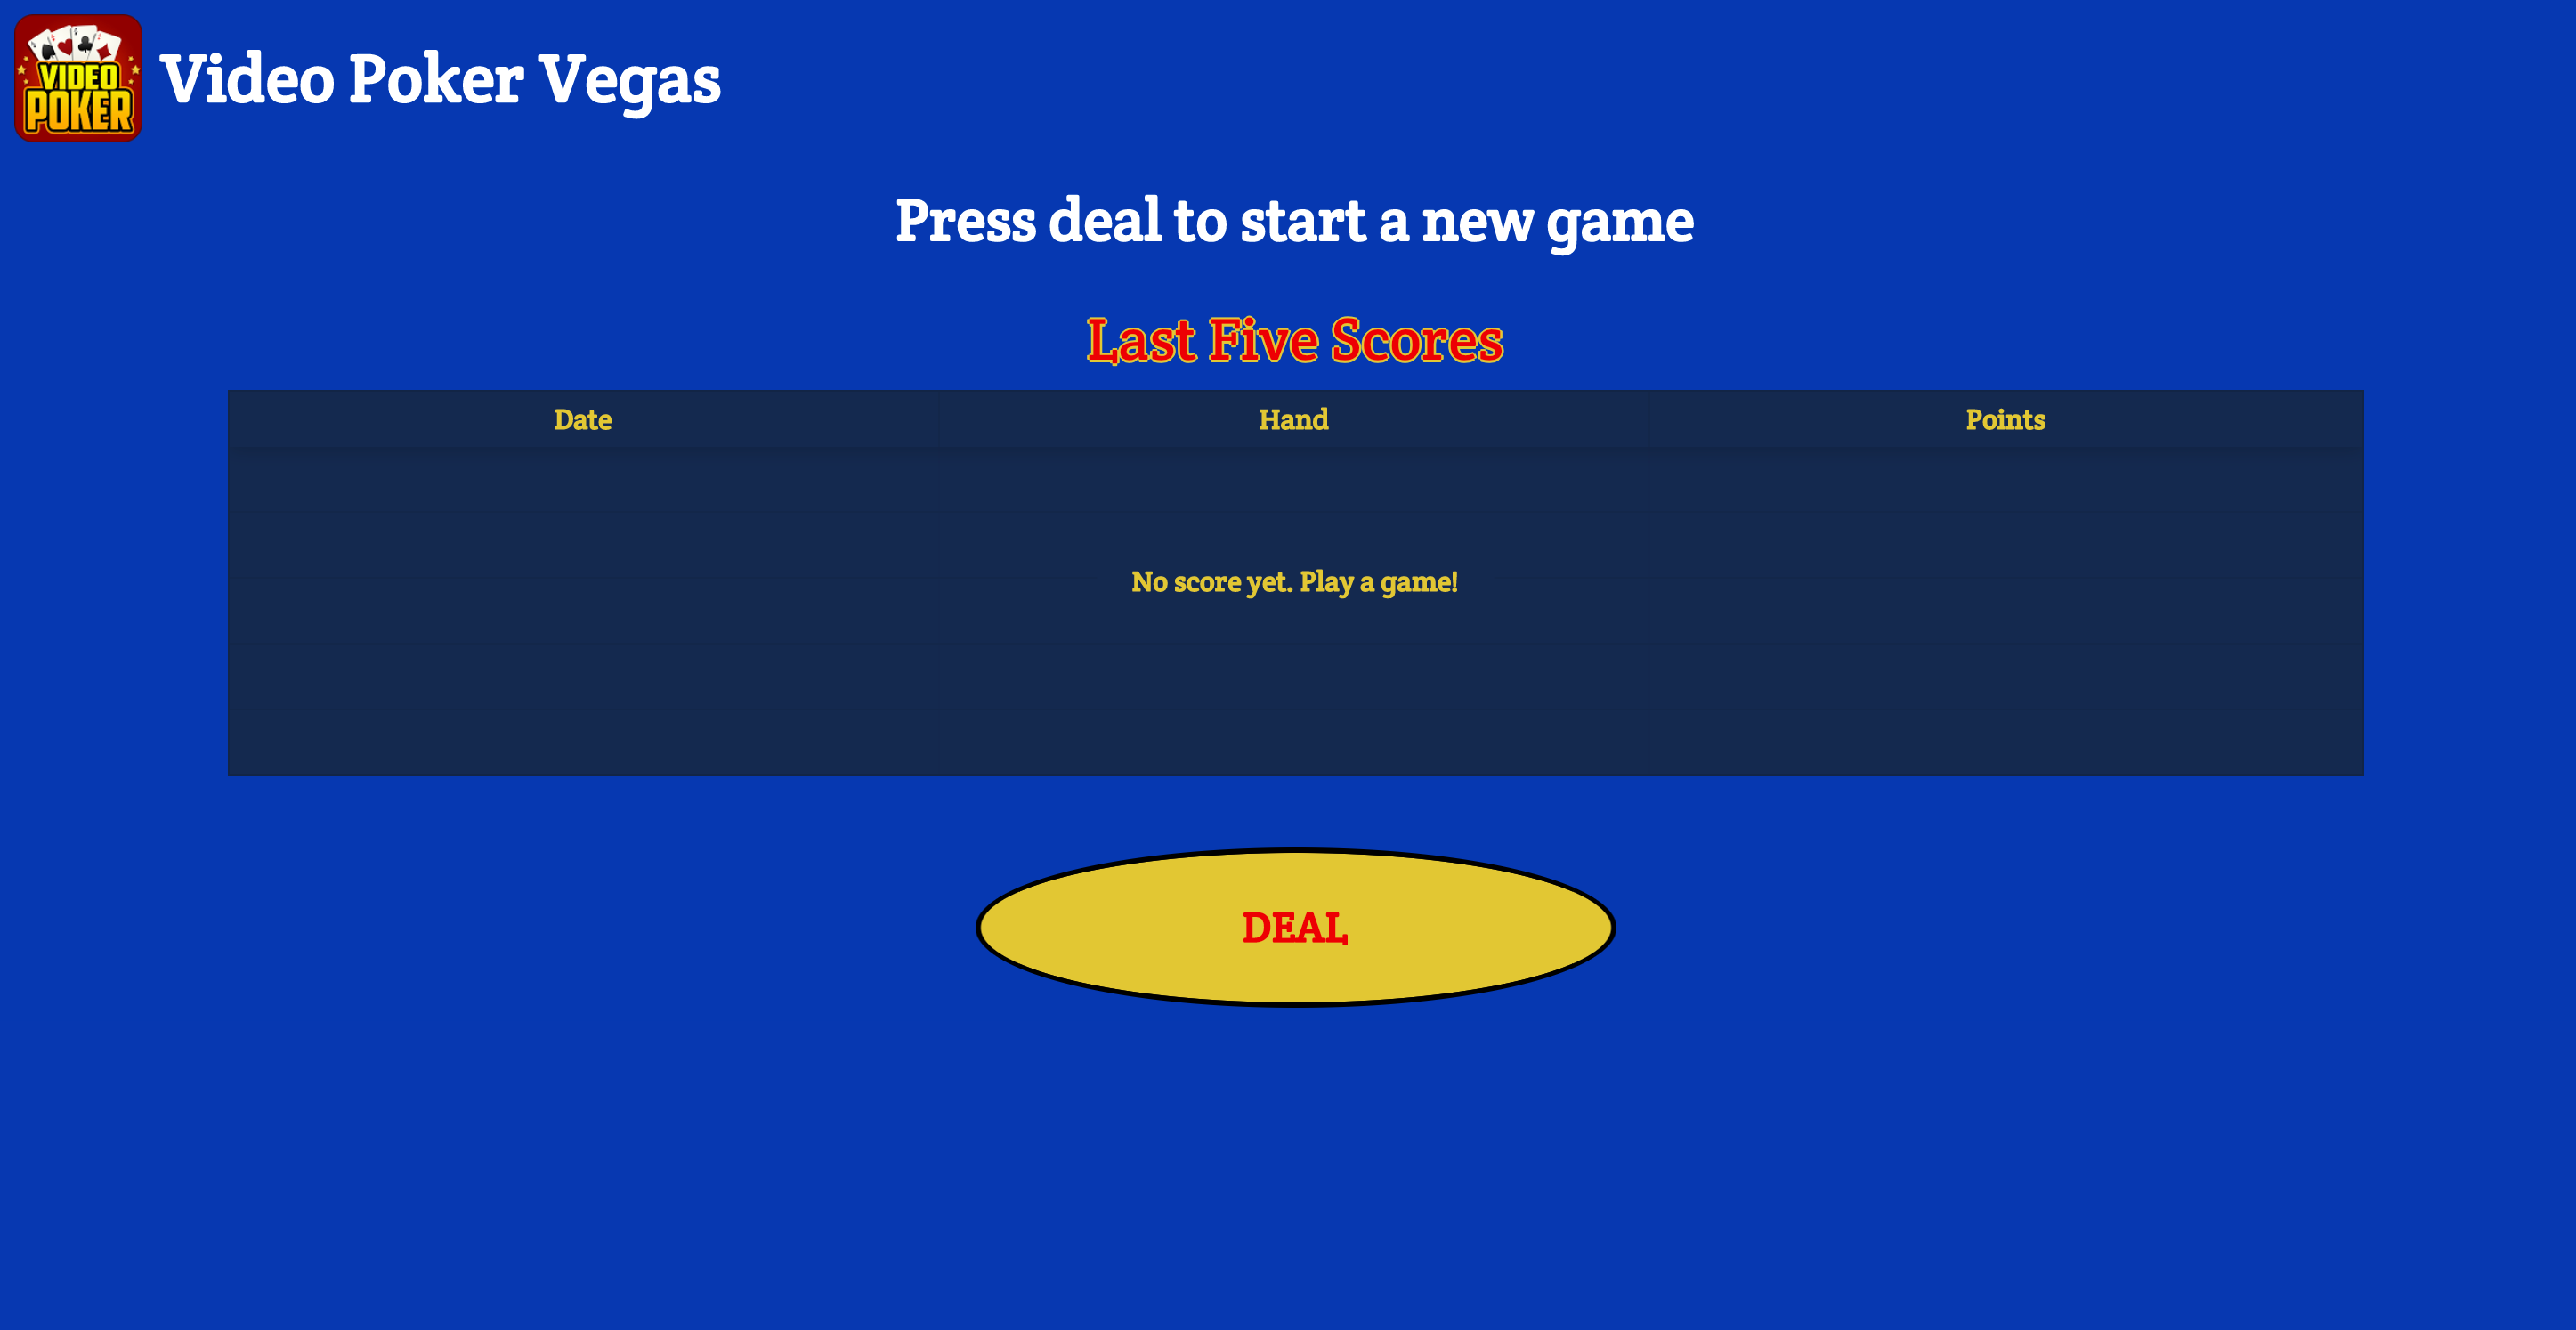 VIDEO
POKER
Video Poker Vegas
Press deal to start a new game
Last Five Scores
Date Hand Points
No score yet. Play a game!
DEAL